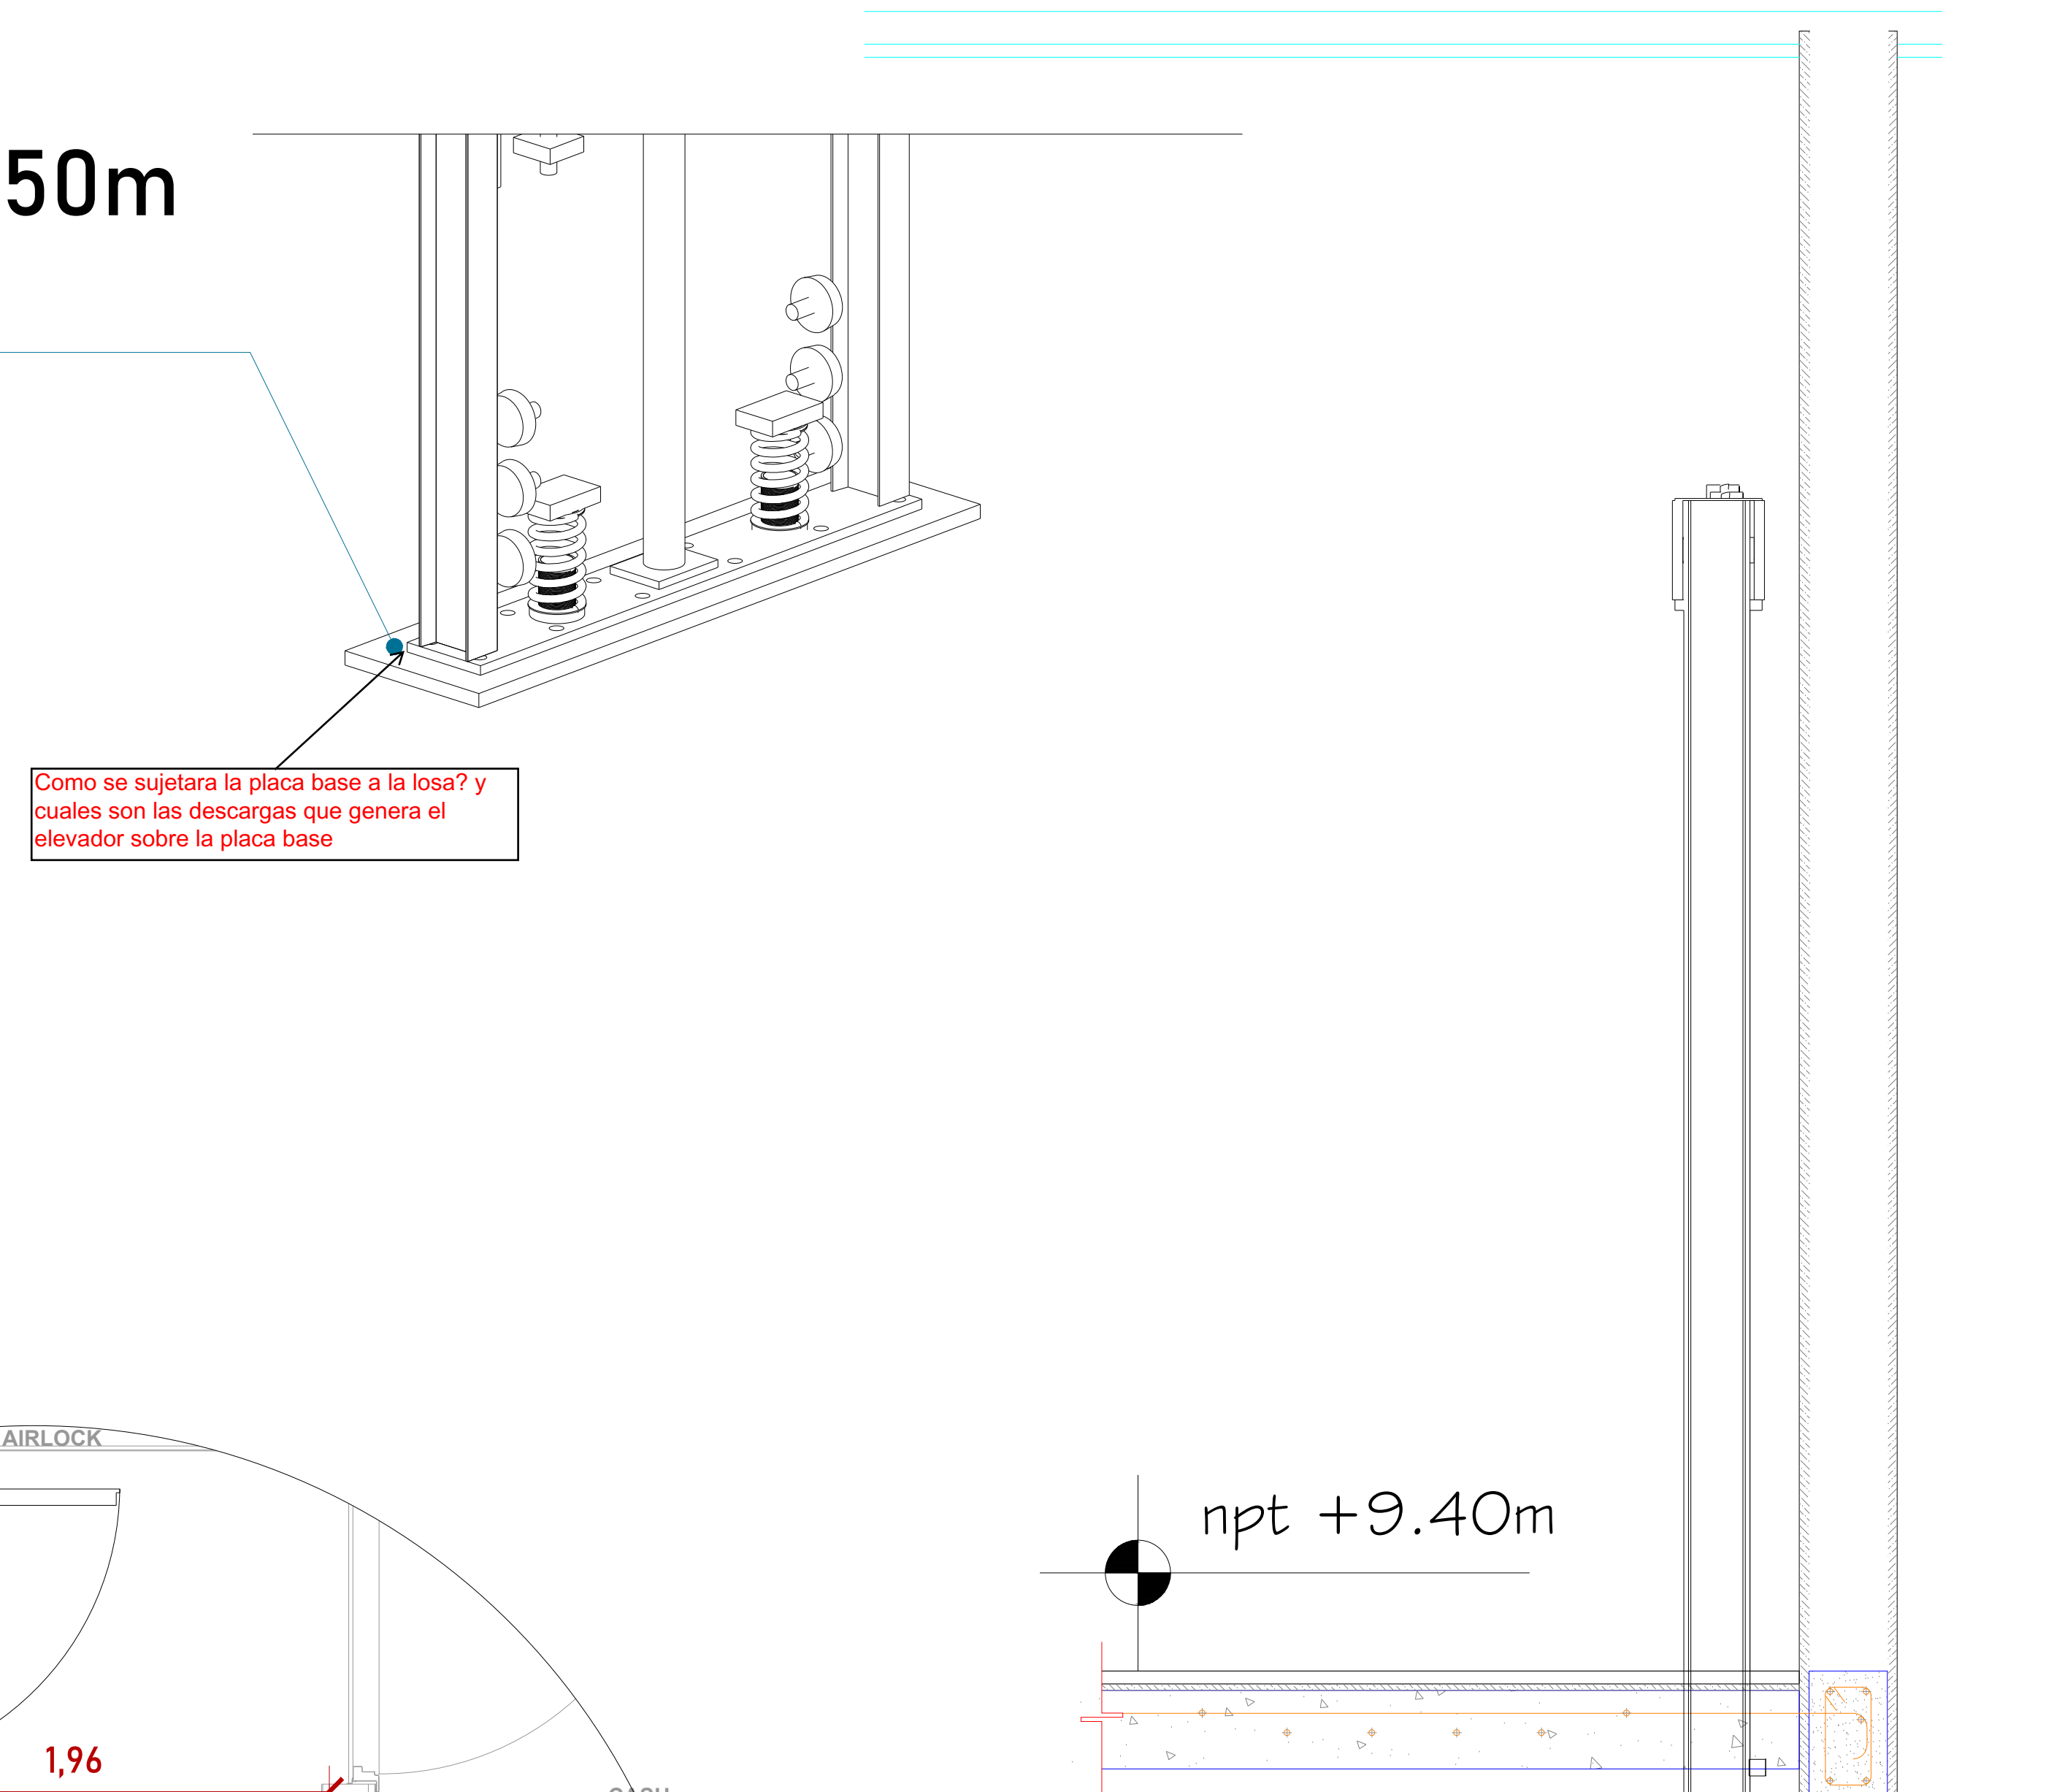 50m
Como se sujetara la placa base a la losa? y
cuales son las descargas que genera el
elevador sobre la placa base
AIRLOCK
npt +9.40m
1,96